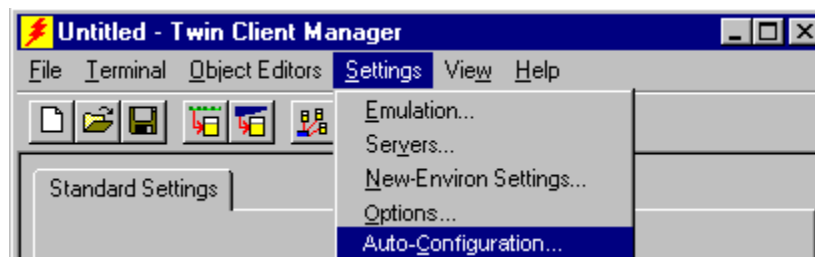 Untitled - Twin Client Manager
File Terminal Object Editors Settings View Help
Emulation...
Servers...
New-Environ Settings...
Options...
Auto-Configuration...
Standard Settings